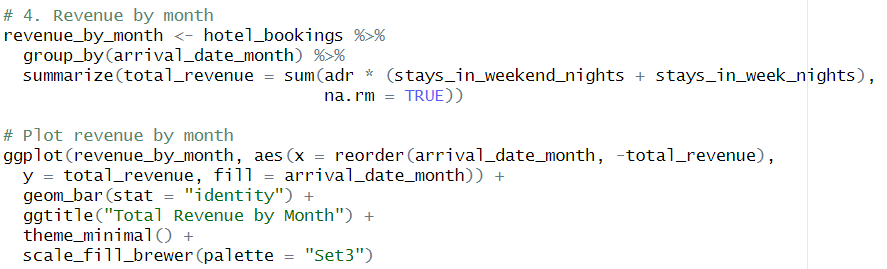 # 4. Revenue by month
revenue_by_month <- hotel_bookings %>%
  group_by(arrival_date_month) %>%
  summarize(total_revenue = sum(adr * (stays_in_weekend_nights + stays_in_week_nights),
                                na.rm = TRUE))

# Plot revenue by month
ggplot(revenue_by_month, aes(x = reorder(arrival_date_month, -total_revenue),
  y = total_revenue, fill = arrival_date_month)) +
  geom_bar(stat = "identity") +
  ggtitle("Total Revenue by Month") +
  theme_minimal() +
  scale_fill_brewer(palette = "Set3")